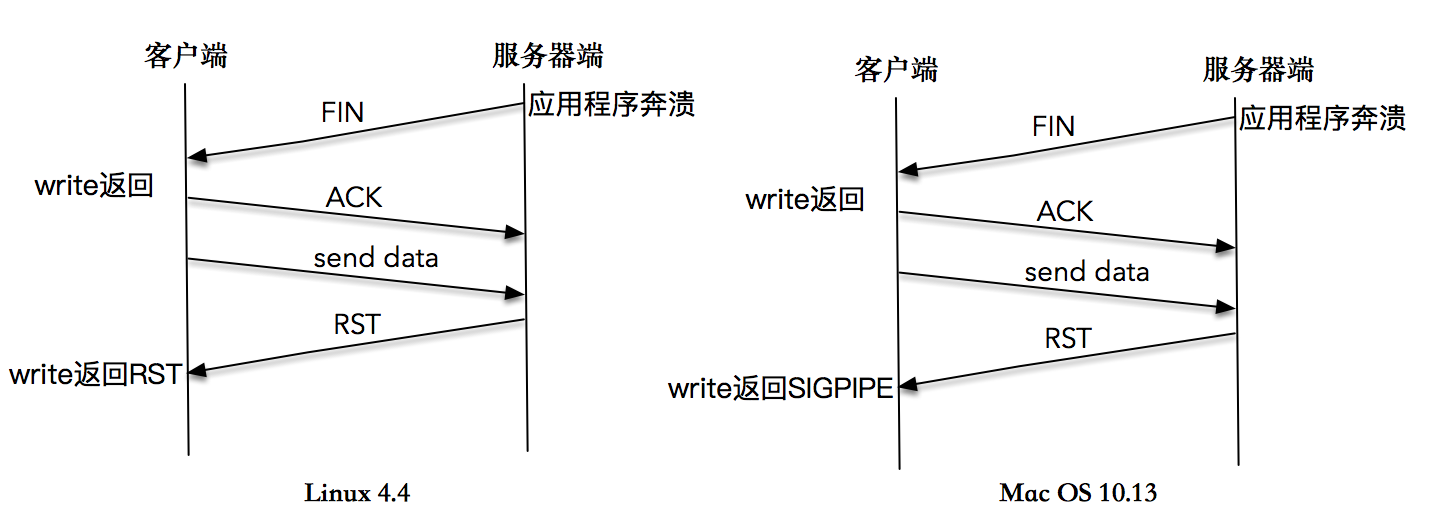 客户端
服务器端
应用程序奔溃
FIN
write返回
ACK
send data
RST
write返回RST
Linux 4.4
客户端
服务器端
应用程序奔溃
FIN
write返回
ACK
send data
RST
write返回SIGPIPE
Mac OS 10.13